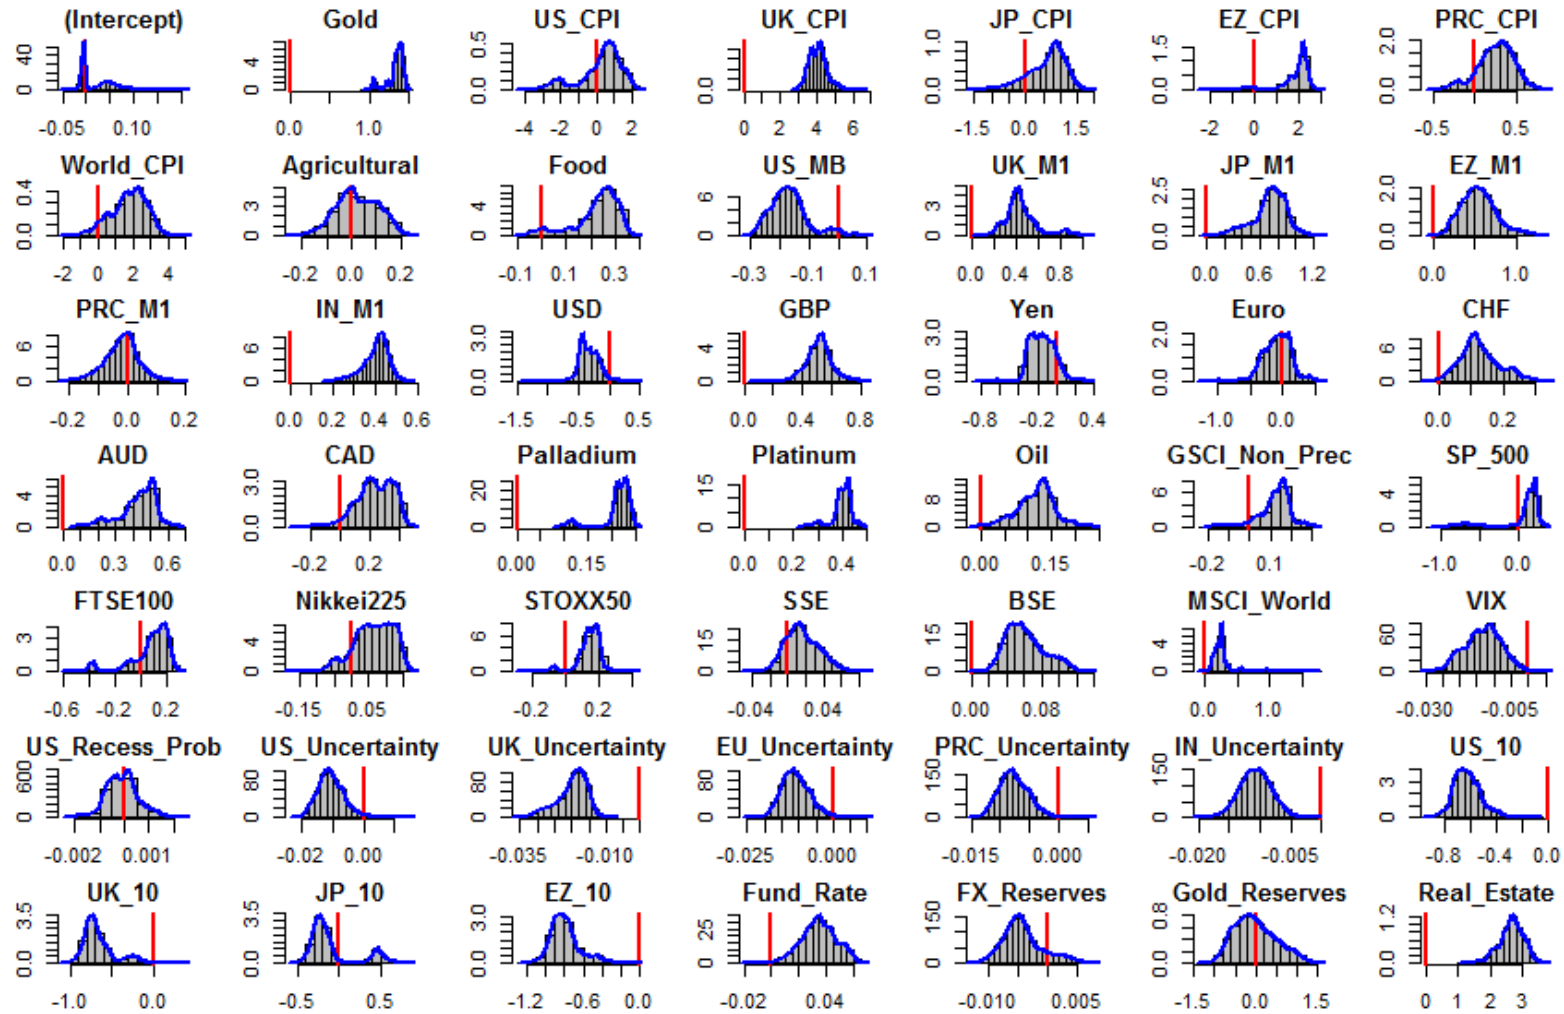 (Intercept) Gold US_CPI UK_CPI JP_CPI EZ_CPI PRC_CPI
40 4 0.5 0.0 0.0 1.0 0.0 1.5 0.0 2.0 0.0
-0.05 0.10 0.0 1.0 -4 -2 0 2 0 2 4 6 -1.5 0.0 1.5 -2 0 2 -0.5 0.5
World_CPI Agricultural Food US_MB UK_M1 JP_M1 EZ_M1
0.4 0.0 3 0 4 0 6 0 3 0 2.5 0.0 2.0 0.0
-2 0 2 4 -0.2 0.0 0.2 -0.1 0.1 0.3 -0.3 -0.1 0.1 0.0 0.4 0.8 0.0 0.6 1.2 0.0 1.0
PRC_M1 IN_M1 USD GBP Yen Euro CHF
6 0 6 0 3.0 0.0 4 0 3.0 0.0 2.0 0.0 6 0
-0.2 0.0 0.2 0.0 0.2 0.4 0.6 -1.5 -0.5 0.5 0.0 0.4 0.8 -0.8 -0.2 0.4 -1.0 0.0 0.0 0.2
AUD CAD Palladium Platinum Oil GSCI_Non_Prec SP_500
4 0 3.0 0.0 20 0 15 0 8 0 6 0 4 0
0.0 0.3 0.6 -0.2 0.2 0.00 0.15 0.0 0.2 0.4 0.00 0.15 -0.2 0.1 -1.0 0.0
FTSE100 Nikkei225 STOXX50 SSE BSE MSCI_World VIX
3 0 4 0 6 0 15 0 15 0 4 0 60 0
-0.6 -0.2 0.2 -0.15 0.05 -0.2 0.2 -0.04 0.04 0.00 0.08 0.0 1.0 -0.030 -0.005
US_Recess_Prob US_Uncertainty UK_Uncertainty EU_Uncertainty PRC_Uncertainty IN_Uncertainty US_10
600 0 80 0 80 0 80 0 150 0 150 0 3 0
-0.002 0.001 -0.02 0.00 -0.035 -0.010 -0.025 0.000 -0.015 0.000 -0.020 -0.005 -0.8 -0.4 0.0
UK_10 JP_10 EZ_10 Fund_Rate FX_Reserves Gold_Reserves Real_Estate
3.5 0.0 3.5 0.0 3.0 0.0 25 0 150 0 0.8 0.0 1.2 0.0
-1.0 0.0 -0.5 0.5 -1.2 -0.6 0.0 -0.02 0.04 -0.010 0.005 -1.5 0.0 1.5 0 1 2 3